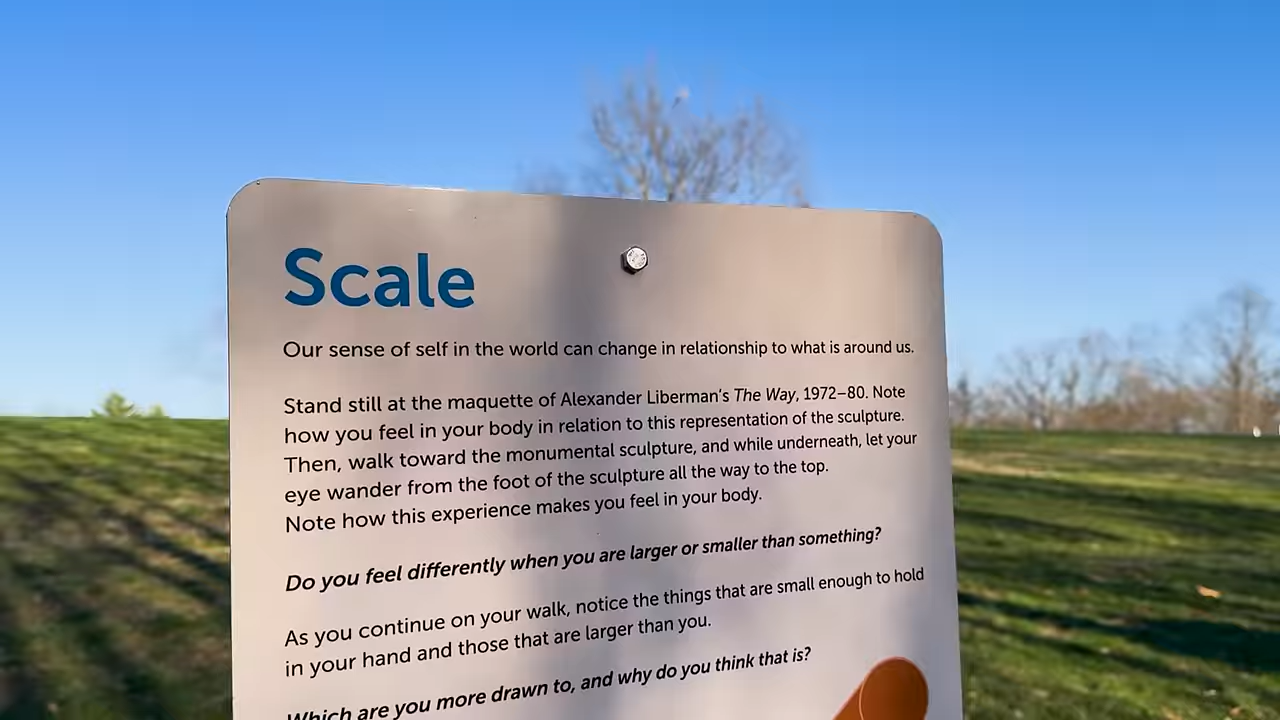 Scale
Our sense of self in the world can change in relationship to what is around us.
Stand still at the maquette of Alexander Liberman's The Way, 1972–80. Note
how you feel in your body in relation to this representation of the sculpture.
Then, walk toward the monumental sculpture, and while underneath, let your
eye wander from the foot of the sculpture all the way to the top.
Note how this experience makes you feel in your body.
Do you feel differently when you are larger or smaller than something?
As you continue on your walk, notice the things that are small enough to hold
in your hand and those that are larger than you.
Which are you more drawn to, and why do you think that is?